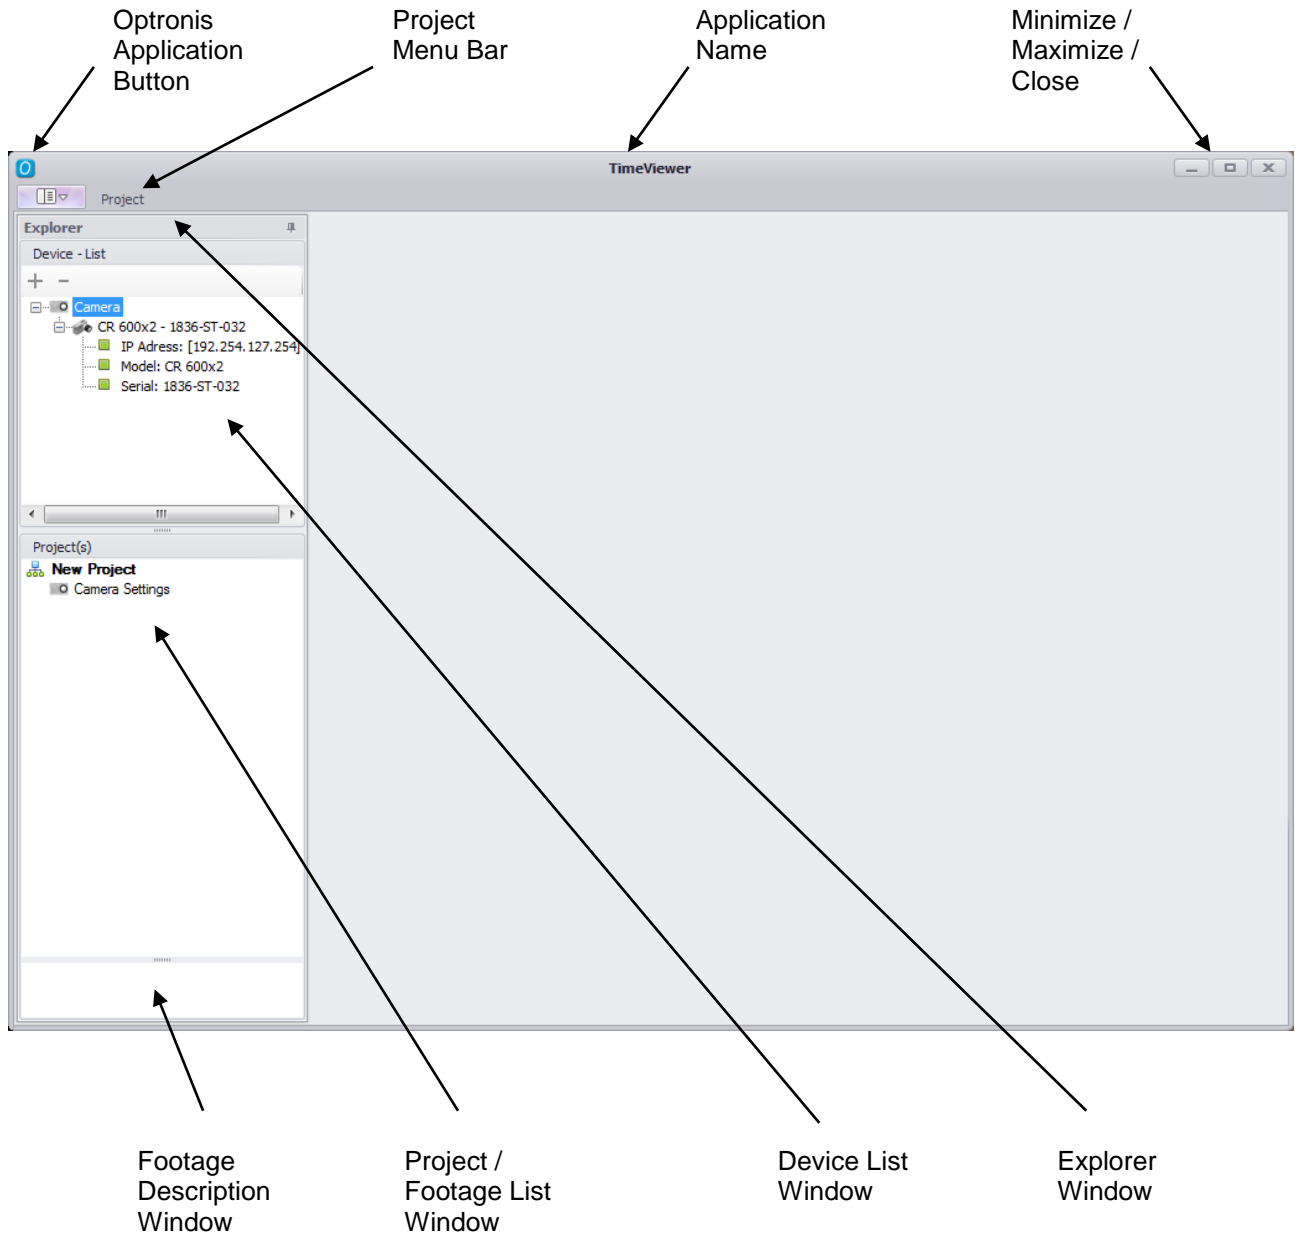 Optronis
Application
Button
Project
Menu Bar
Application
Name
Minimize /
Maximize /
Close
TimeViewer
Project
Explorer
Device - List
Camera
CR 600x2 - 1836-ST-032
IP Adress: [192.254.127.254]
Model: CR 600x2
Serial: 1836-ST-032
Project(s)
New Project
Camera Settings
Footage
Description
Window
Project /
Footage List
Window
Device List
Window
Explorer
Window